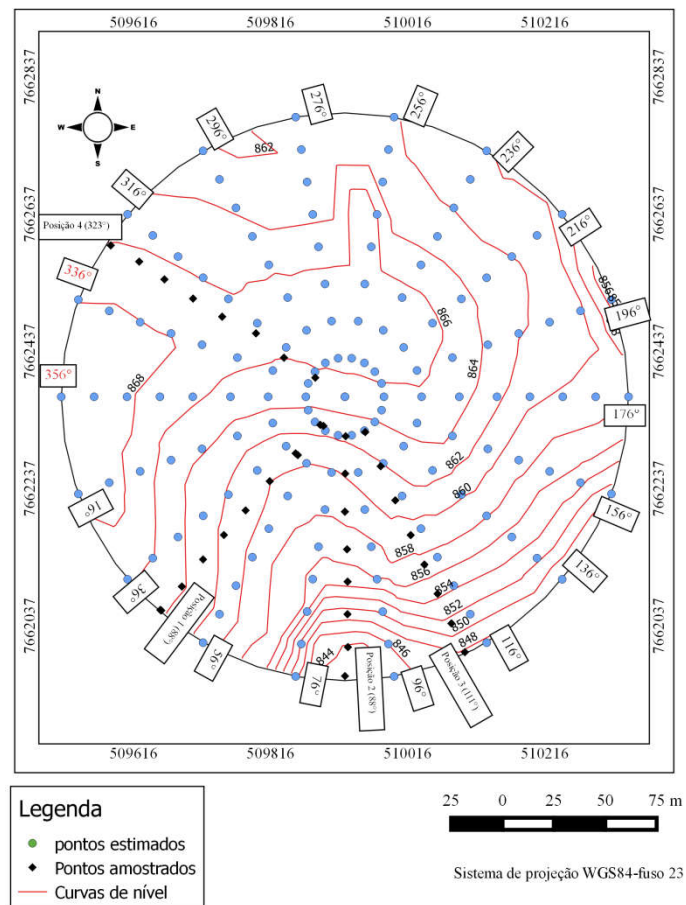 509616 509816 510016 510216
7662837
7662837
276°
256°
296°
862
236°
N
W E
S
316°
7662637
7662637
216°
Posição 4 (323°)
336°
856
196°
866
7662437
7662437
864
868
356°
176°
862
860
7662237
7662237
16°
156°
858
856
136°
854
36°
852
850
Posição 1 (38°)
7662037
7662037
848
116°
56°
846
844
Posição 2 (88°)
Posição 3 (111°)
76°
96°
509616 509816 510016 510216
Legenda
pontos estimados
Pontos amostrados
Curvas de nível
25 0 25 50 75 m
Sistema de projeção WGS84-fuso 23